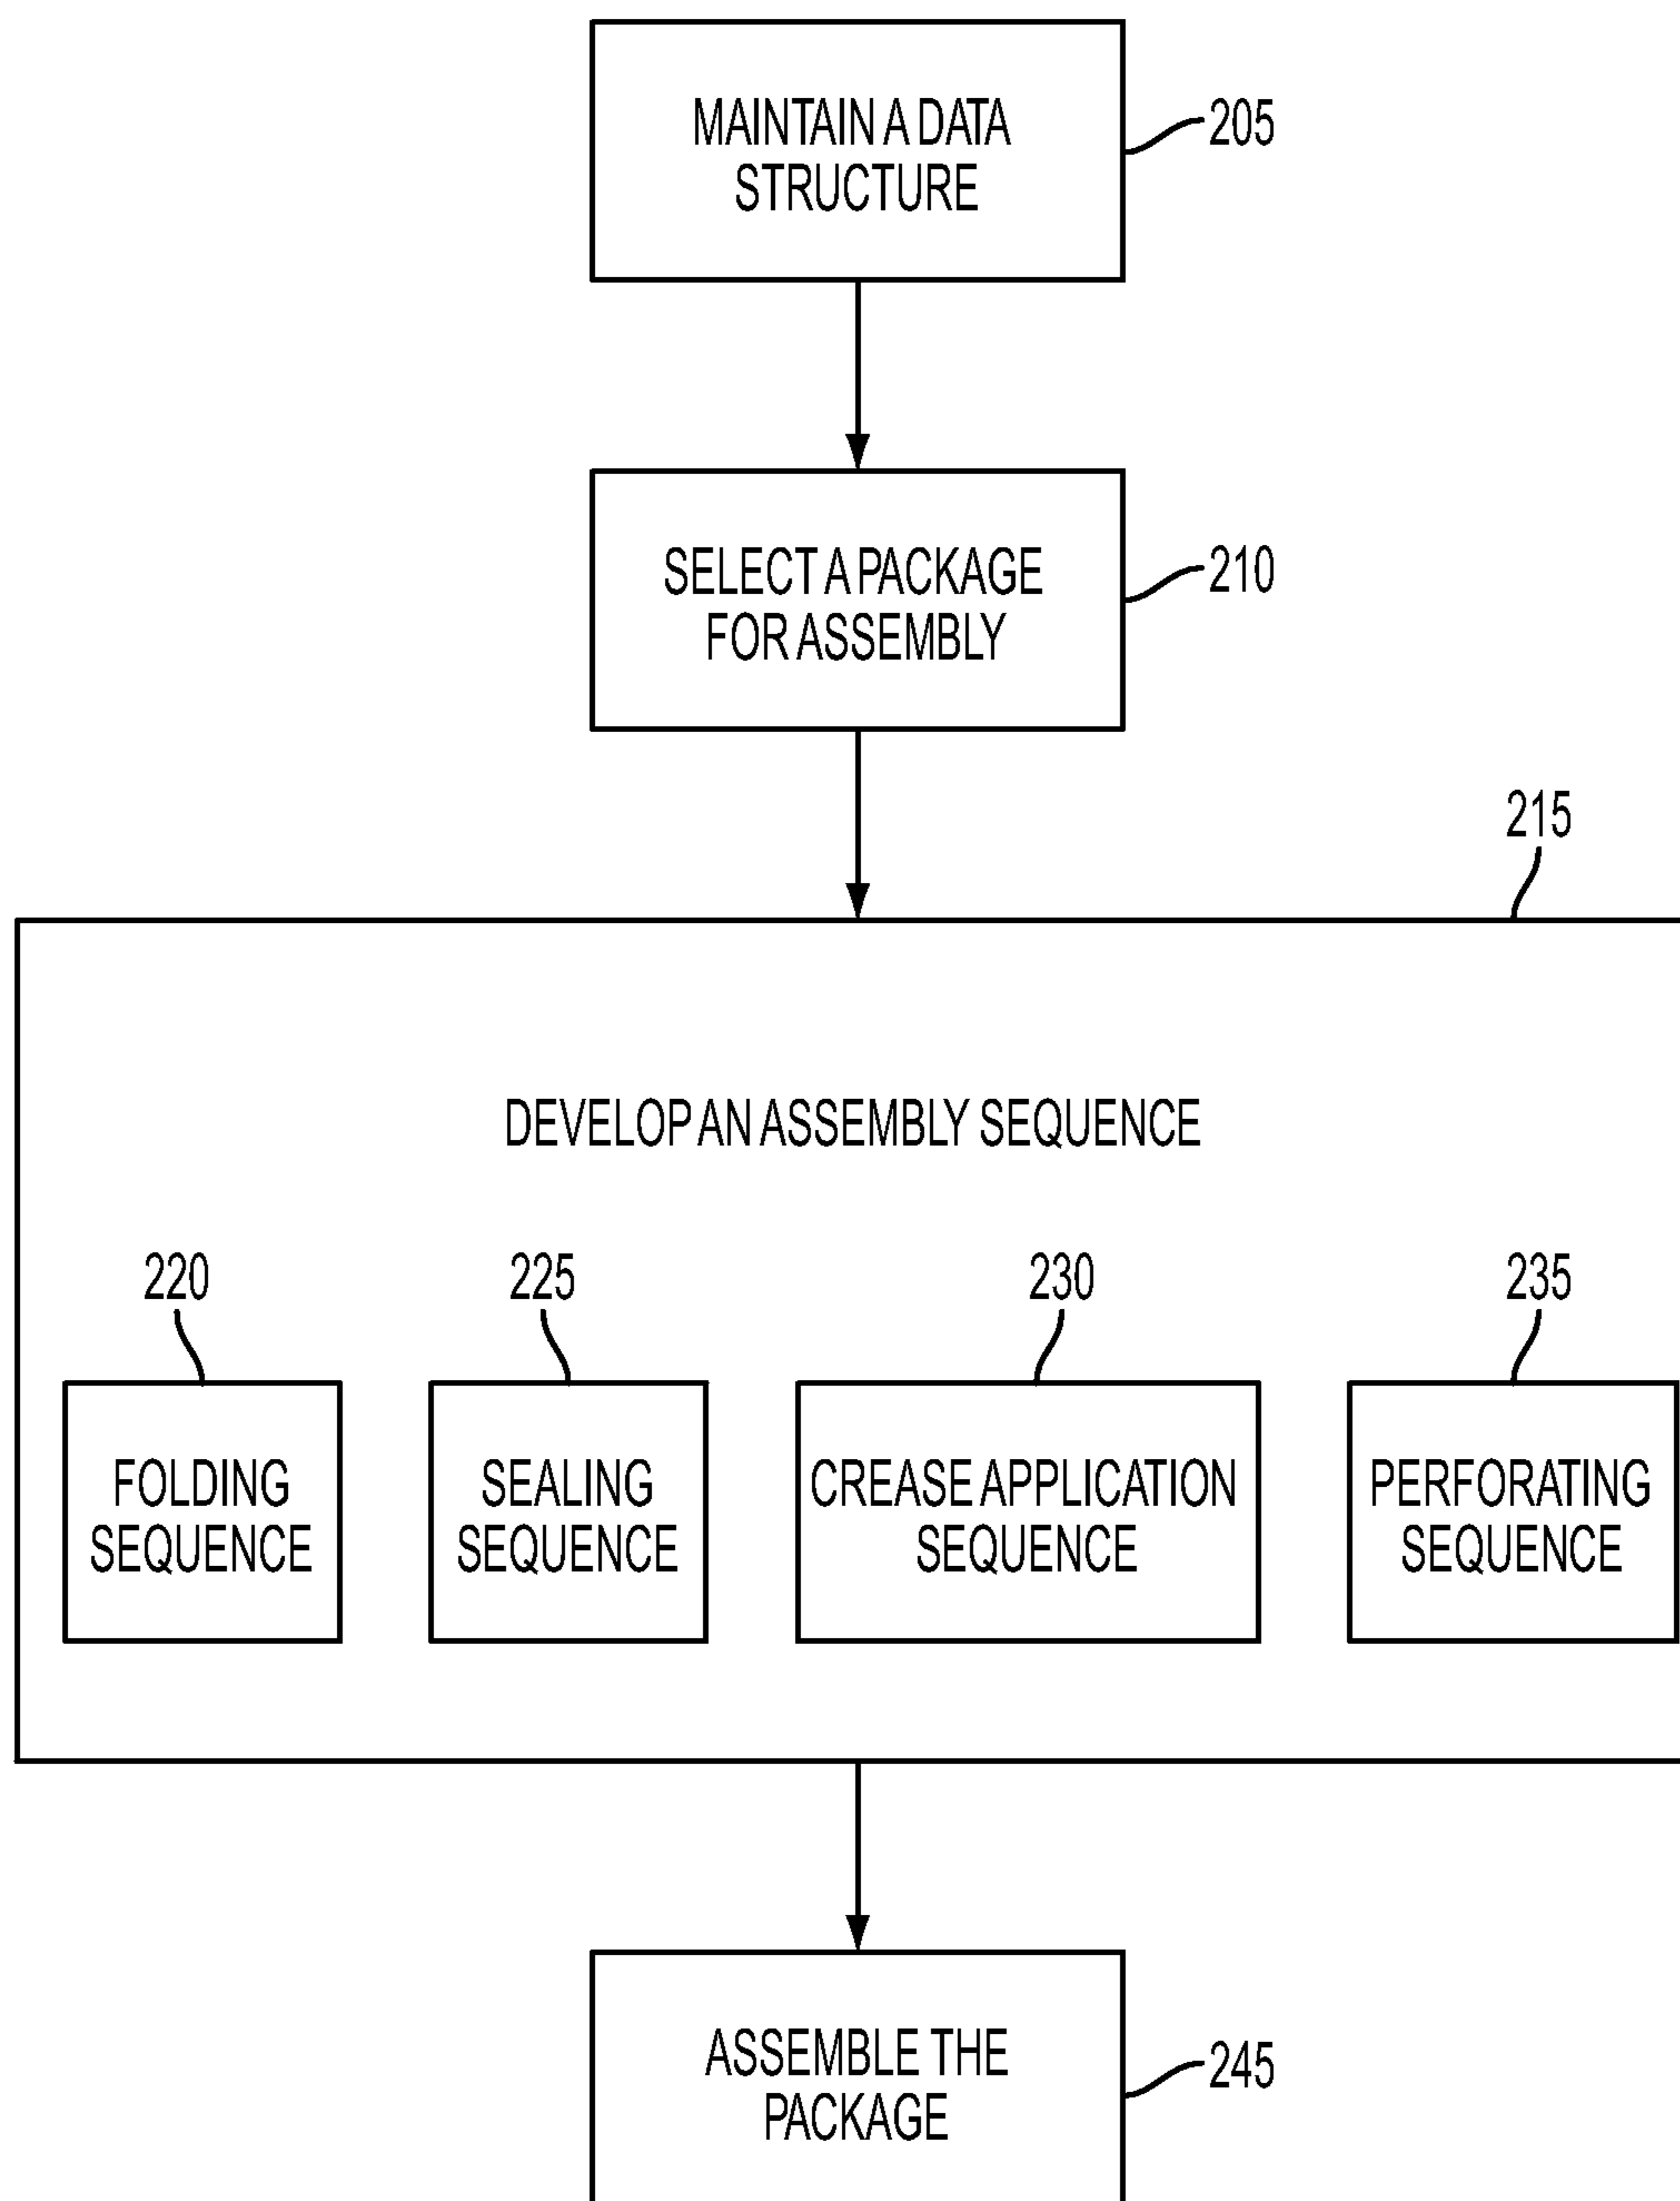 MAINTAIN A DATA
STRUCTURE
205
SELECT A PACKAGE
FOR ASSEMBLY
210
215
DEVELOP AN ASSEMBLY SEQUENCE
220
225
230
235
FOLDING
SEQUENCE
SEALING
SEQUENCE
CREASE APPLICATION
SEQUENCE
PERFORATING
SEQUENCE
ASSEMBLE THE
PACKAGE
245